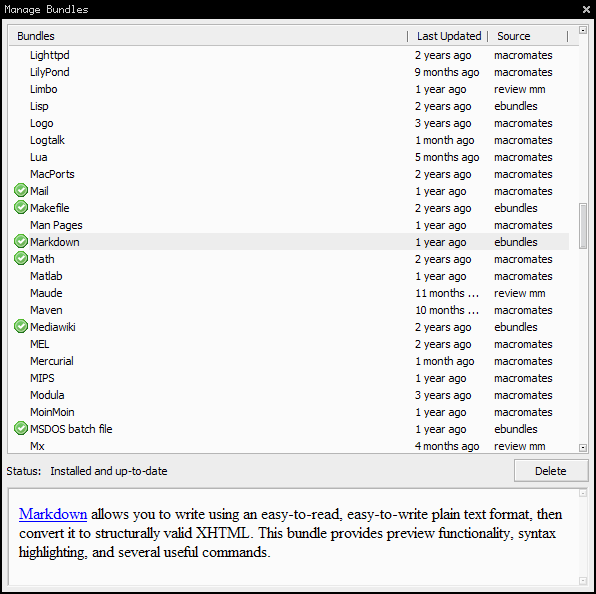 Manage Bundles
Bundles Last Updated Source
Lighttpd 2 years ago macromates
LilyPond 9 months ago macromates
Limbo 1 year ago review mm
Lisp 2 years ago ebundles
Logo 3 years ago macromates
Logtalk 1 month ago macromates
Lua 5 months ago macromates
MacPorts 2 years ago macromates
Mail 1 year ago macromates
Makefile 2 years ago ebundles
Man Pages 1 year ago macromates
Markdown 1 year ago ebundles
Math 2 years ago macromates
Matlab 1 year ago macromates
Maude 11 months ... review mm
Maven 10 months ... macromates
Mediawiki 2 years ago ebundles
MEL 2 years ago macromates
Mercurial 1 month ago macromates
MIPS 1 year ago macromates
Modula 3 years ago macromates
MoinMoin 1 year ago macromates
MSDOS batch file 1 year ago ebundles
Mx 4 months ago review mm
Status: Installed and up-to-date Delete
Markdown allows you to write using an easy-to-read, easy-to-write plain text format, then
convert it to structurally valid XHTML. This bundle provides preview functionality, syntax
highlighting, and several useful commands.